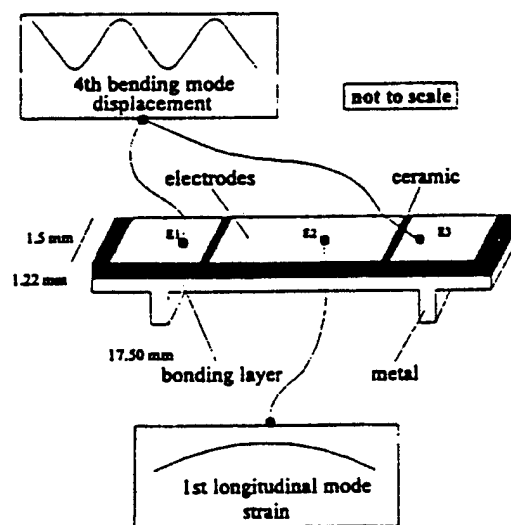 4th bending mode
displacement
not to scale
electrodes
ceramic
E1
E2
E3
1.5 mm
1.22 mm
17.50 mm
bonding layer
metal
1st longitudinal mode
strain